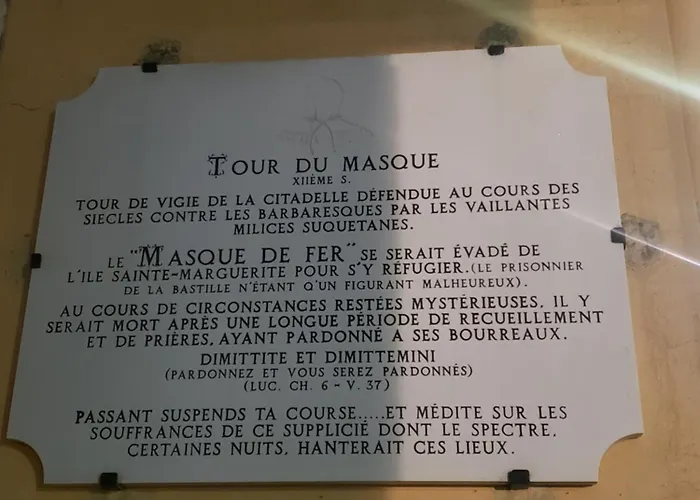 TOUR DU MASQUE
XIIÈME S.
TOUR DE VIGIE DE LA CITADELLE DÉFENDUE AU COURS DES
SIECLES CONTRE LES BARBARESQUES PAR LES VAILLANTES
MILICES SUQUETANES.
LE "MASQUE DE FER" SE SERAIT ÉVADÉ DE
L'ILE SAINTE-MARGUERITE POUR S'Y RÉFUGIER.(LE PRISONNIER
DE LA BASTILLE N'ÉTANT QU'UN FIGURANT MALHEUREUX).
AU COURS DE CIRCONSTANCES RESTÉES MYSTÉRIEUSES, IL Y
SERAIT MORT APRÈS UNE LONGUE PÉRIODE DE RECUEILLEMENT
ET DE PRIÈRES, AYANT PARDONNÉ A SES BOURREAUX.
DIMITTITE ET DIMITTEMINI
(PARDONNEZ ET VOUS SEREZ PARDONNÉS)
(LUC. CH. 6 - V. 37)
PASSANT SUSPENDS TA COURSE.....ET MÉDITE SUR LES
SOUFFRANCES DE CE SUPPLICIÉ DONT LE SPECTRE,
CERTAINES NUITS, HANTERAIT CES LIEUX.